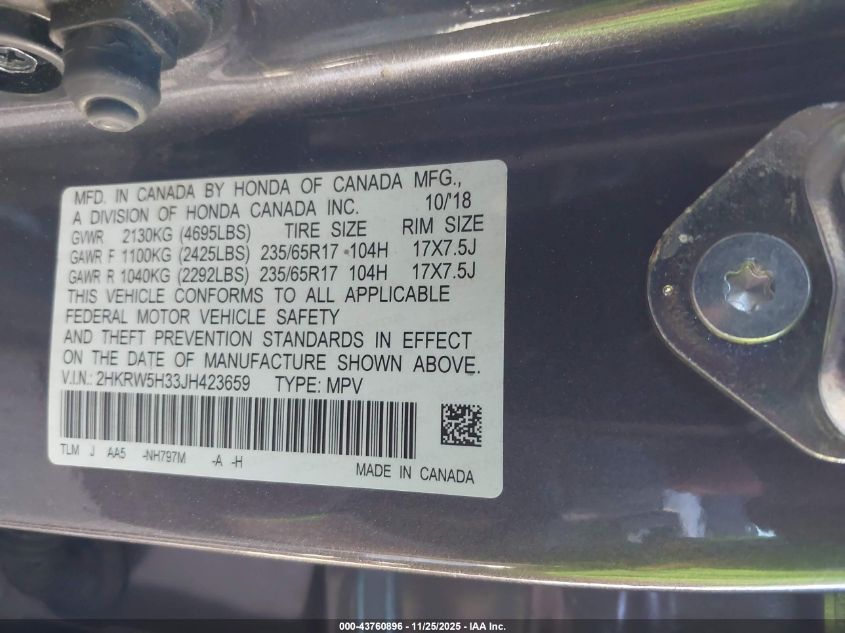 MFD. IN CANADA BY HONDA OF CANADA MFG.,
A DIVISION OF HONDA CANADA INC. 10/'18
GVWR 2130KG (4695LBS) TIRE SIZE RIM SIZE
GAWR F 1100KG (2425LBS) 235/65R17 104H 17X7.5J
GAWR R 1040KG (2292LBS) 235/65R17 104H 17X7.5J
THIS VEHICLE CONFORMS TO ALL APPLICABLE
FEDERAL MOTOR VEHICLE SAFETY
AND THEFT PREVENTION STANDARDS IN EFFECT
ON THE DATE OF MANUFACTURE SHOWN ABOVE.
V.I.N.: 2HKRW5H33JH423659 TYPE: MPV
TLM J AA5 -NH797M -A -H
MADE IN CANADA
000-43760896 - 11/25/2025 - IAA Inc.